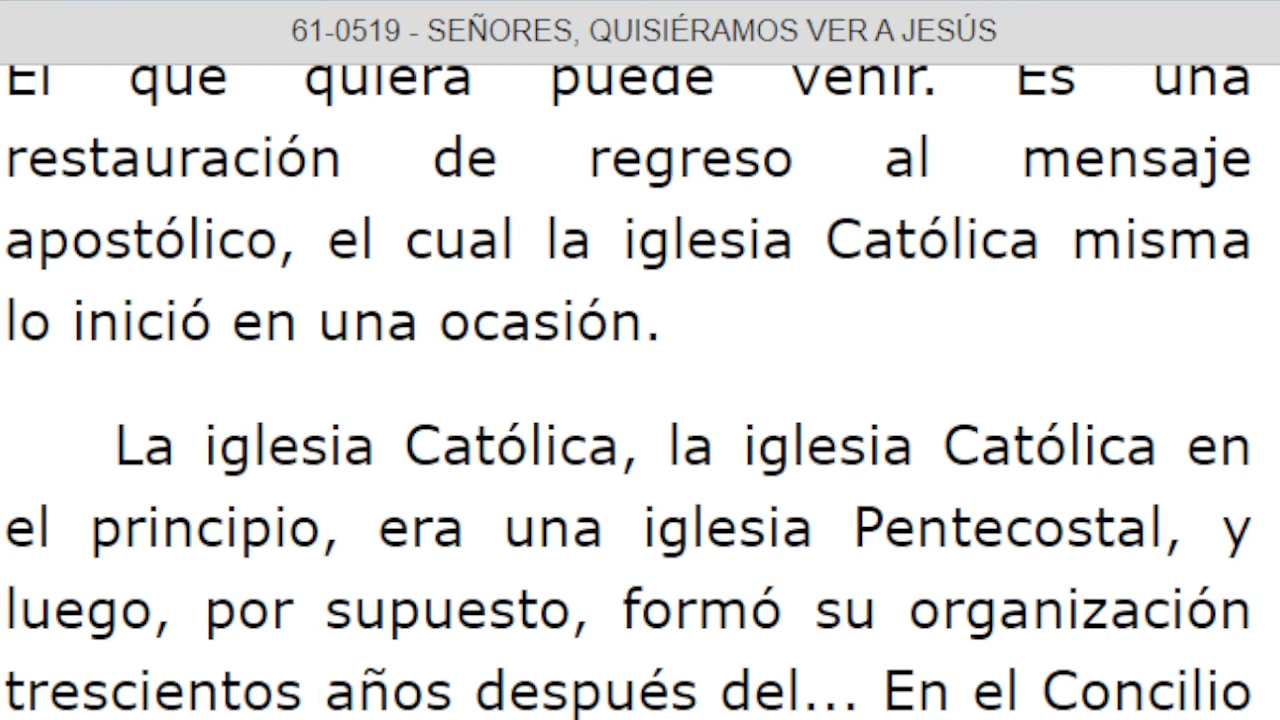 61-0519 - SEÑORES, QUISIÉRAMOS VER A JESÚS
El que quiera puede venir. Es una
restauración de regreso al mensaje
apostólico, el cual la iglesia Católica misma
lo inició en una ocasión.
La iglesia Católica, la iglesia Católica en
el principio, era una iglesia Pentecostal, y
luego, por supuesto, formó su organización
trescientos años después del... En el Concilio